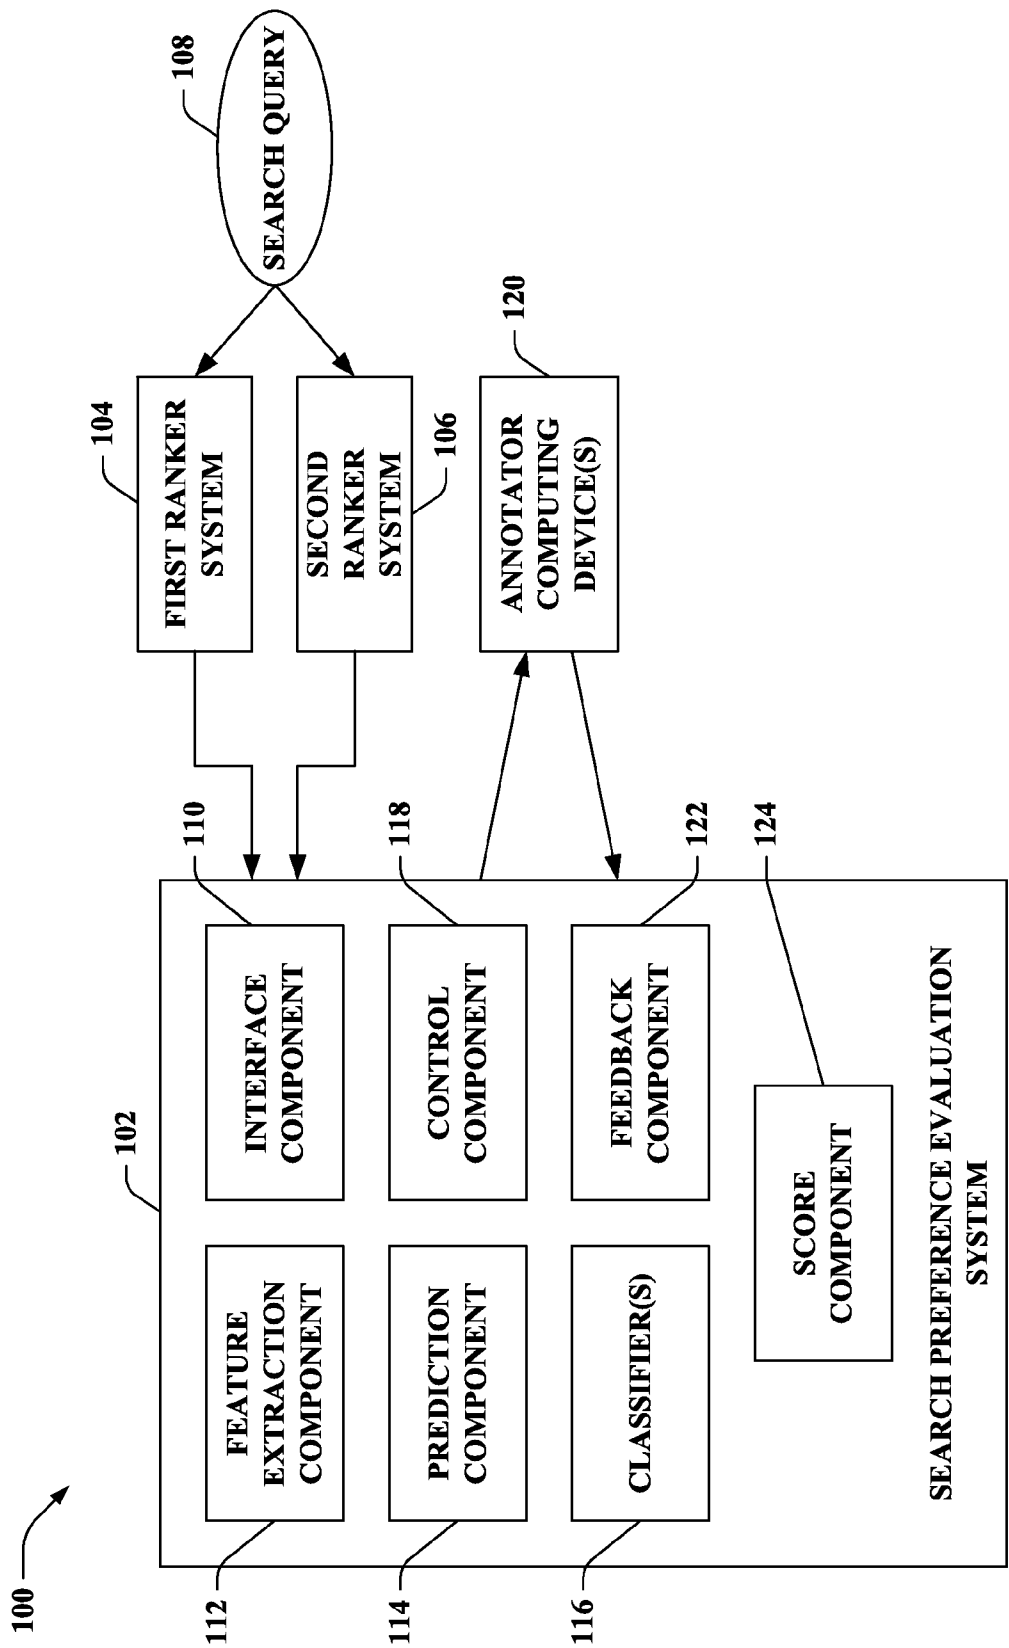 100
102
112
FEATURE
EXTRACTION
COMPONENT
INTERFACE
COMPONENT
110
114
PREDICTION
COMPONENT
CONTROL
COMPONENT
118
116
CLASSIFIER(S)
FEEDBACK
COMPONENT
122
SCORE
COMPONENT
124
SEARCH PREFERENCE EVALUATION
SYSTEM
104
FIRST RANKER
SYSTEM
SECOND
RANKER
SYSTEM
106
ANNOTATOR
COMPUTING
DEVICE(S)
120
108
SEARCH QUERY